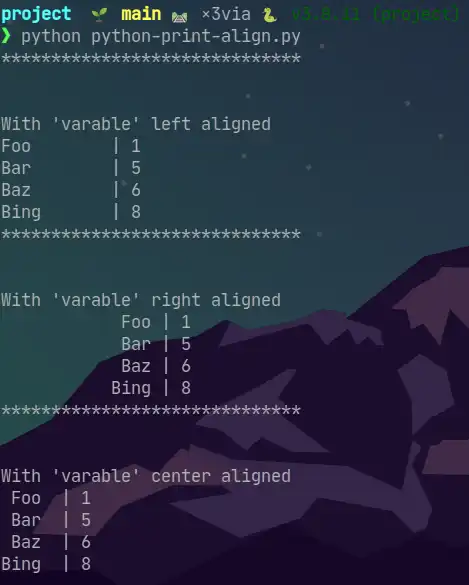 project main ×3via v3.8.11 (project)
❯ python python-print-align.py
******************************
With 'varable' left aligned
Foo        | 1
Bar        | 5
Baz        | 6
Bing       | 8
******************************
With 'varable' right aligned
            Foo | 1
            Bar | 5
            Baz | 6
           Bing | 8
******************************
With 'varable' center aligned
 Foo  | 1
 Bar  | 5
 Baz  | 6
Bing  | 8